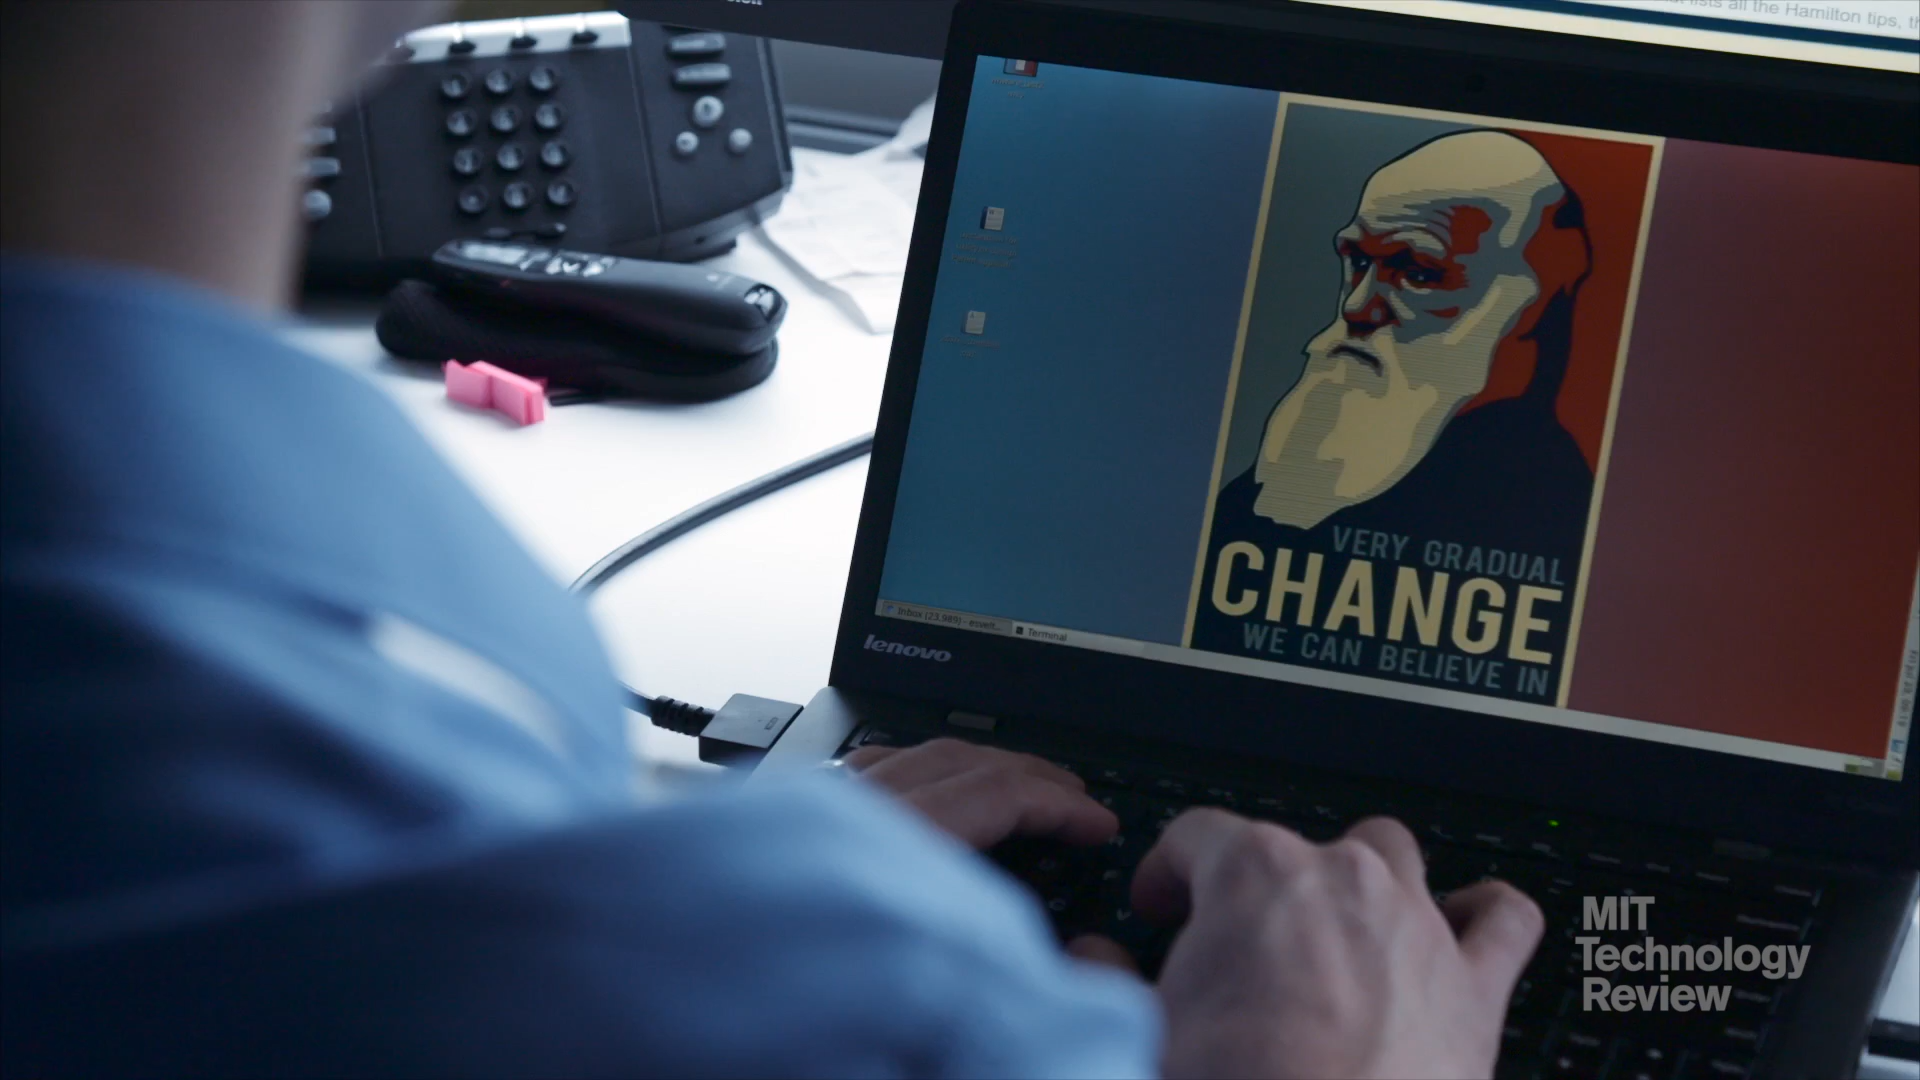 lists all the Hamilton tips,
VERY GRADUAL
CHANGE
WE CAN BELIEVE IN
Inbox (23,989) - esvelt...
Terminal
lenovo
MIT
Technology
Review